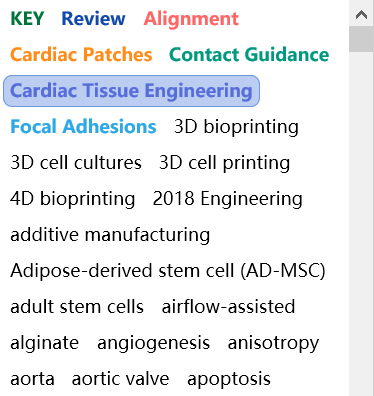 KEY Review Alignment
Cardiac Patches Contact Guidance
Cardiac Tissue Engineering
Focal Adhesions 3D bioprinting
3D cell cultures 3D cell printing
4D bioprinting 2018 Engineering
additive manufacturing
Adipose-derived stem cell (AD-MSC)
adult stem cells airflow-assisted
alginate angiogenesis anisotropy
aorta aortic valve apoptosis